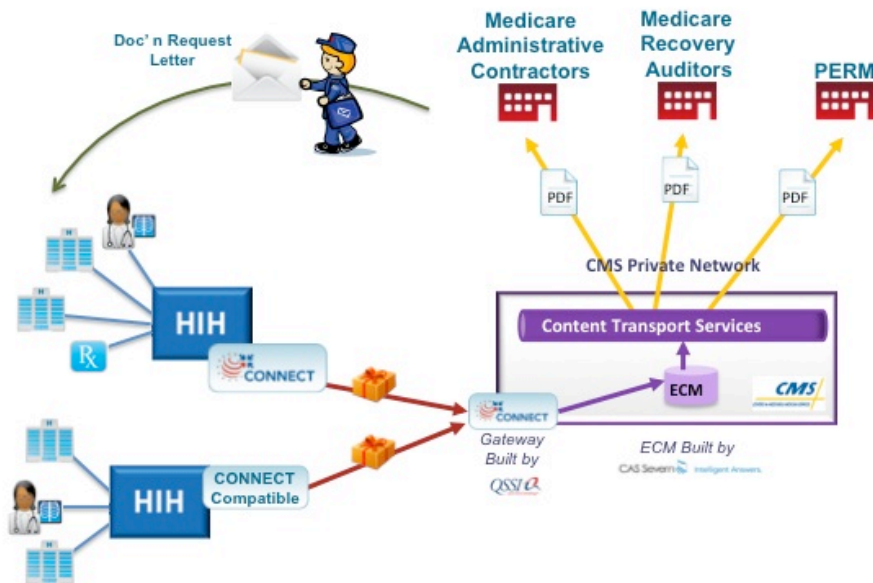 Doc' n Request
Letter
Medicare
Administrative
Contractors
Medicare
Recovery
Auditors
PERM
PDF
PDF
PDF
CMS Private Network
Content Transport Services
ECM
CMS
H
H
HIH
Rx
CONNECT
CONNECT
Gateway
Built by
QSSI
ECM Built by
CAS Severn
Intelligent Answers.
H
HIH
CONNECT
Compatible
H